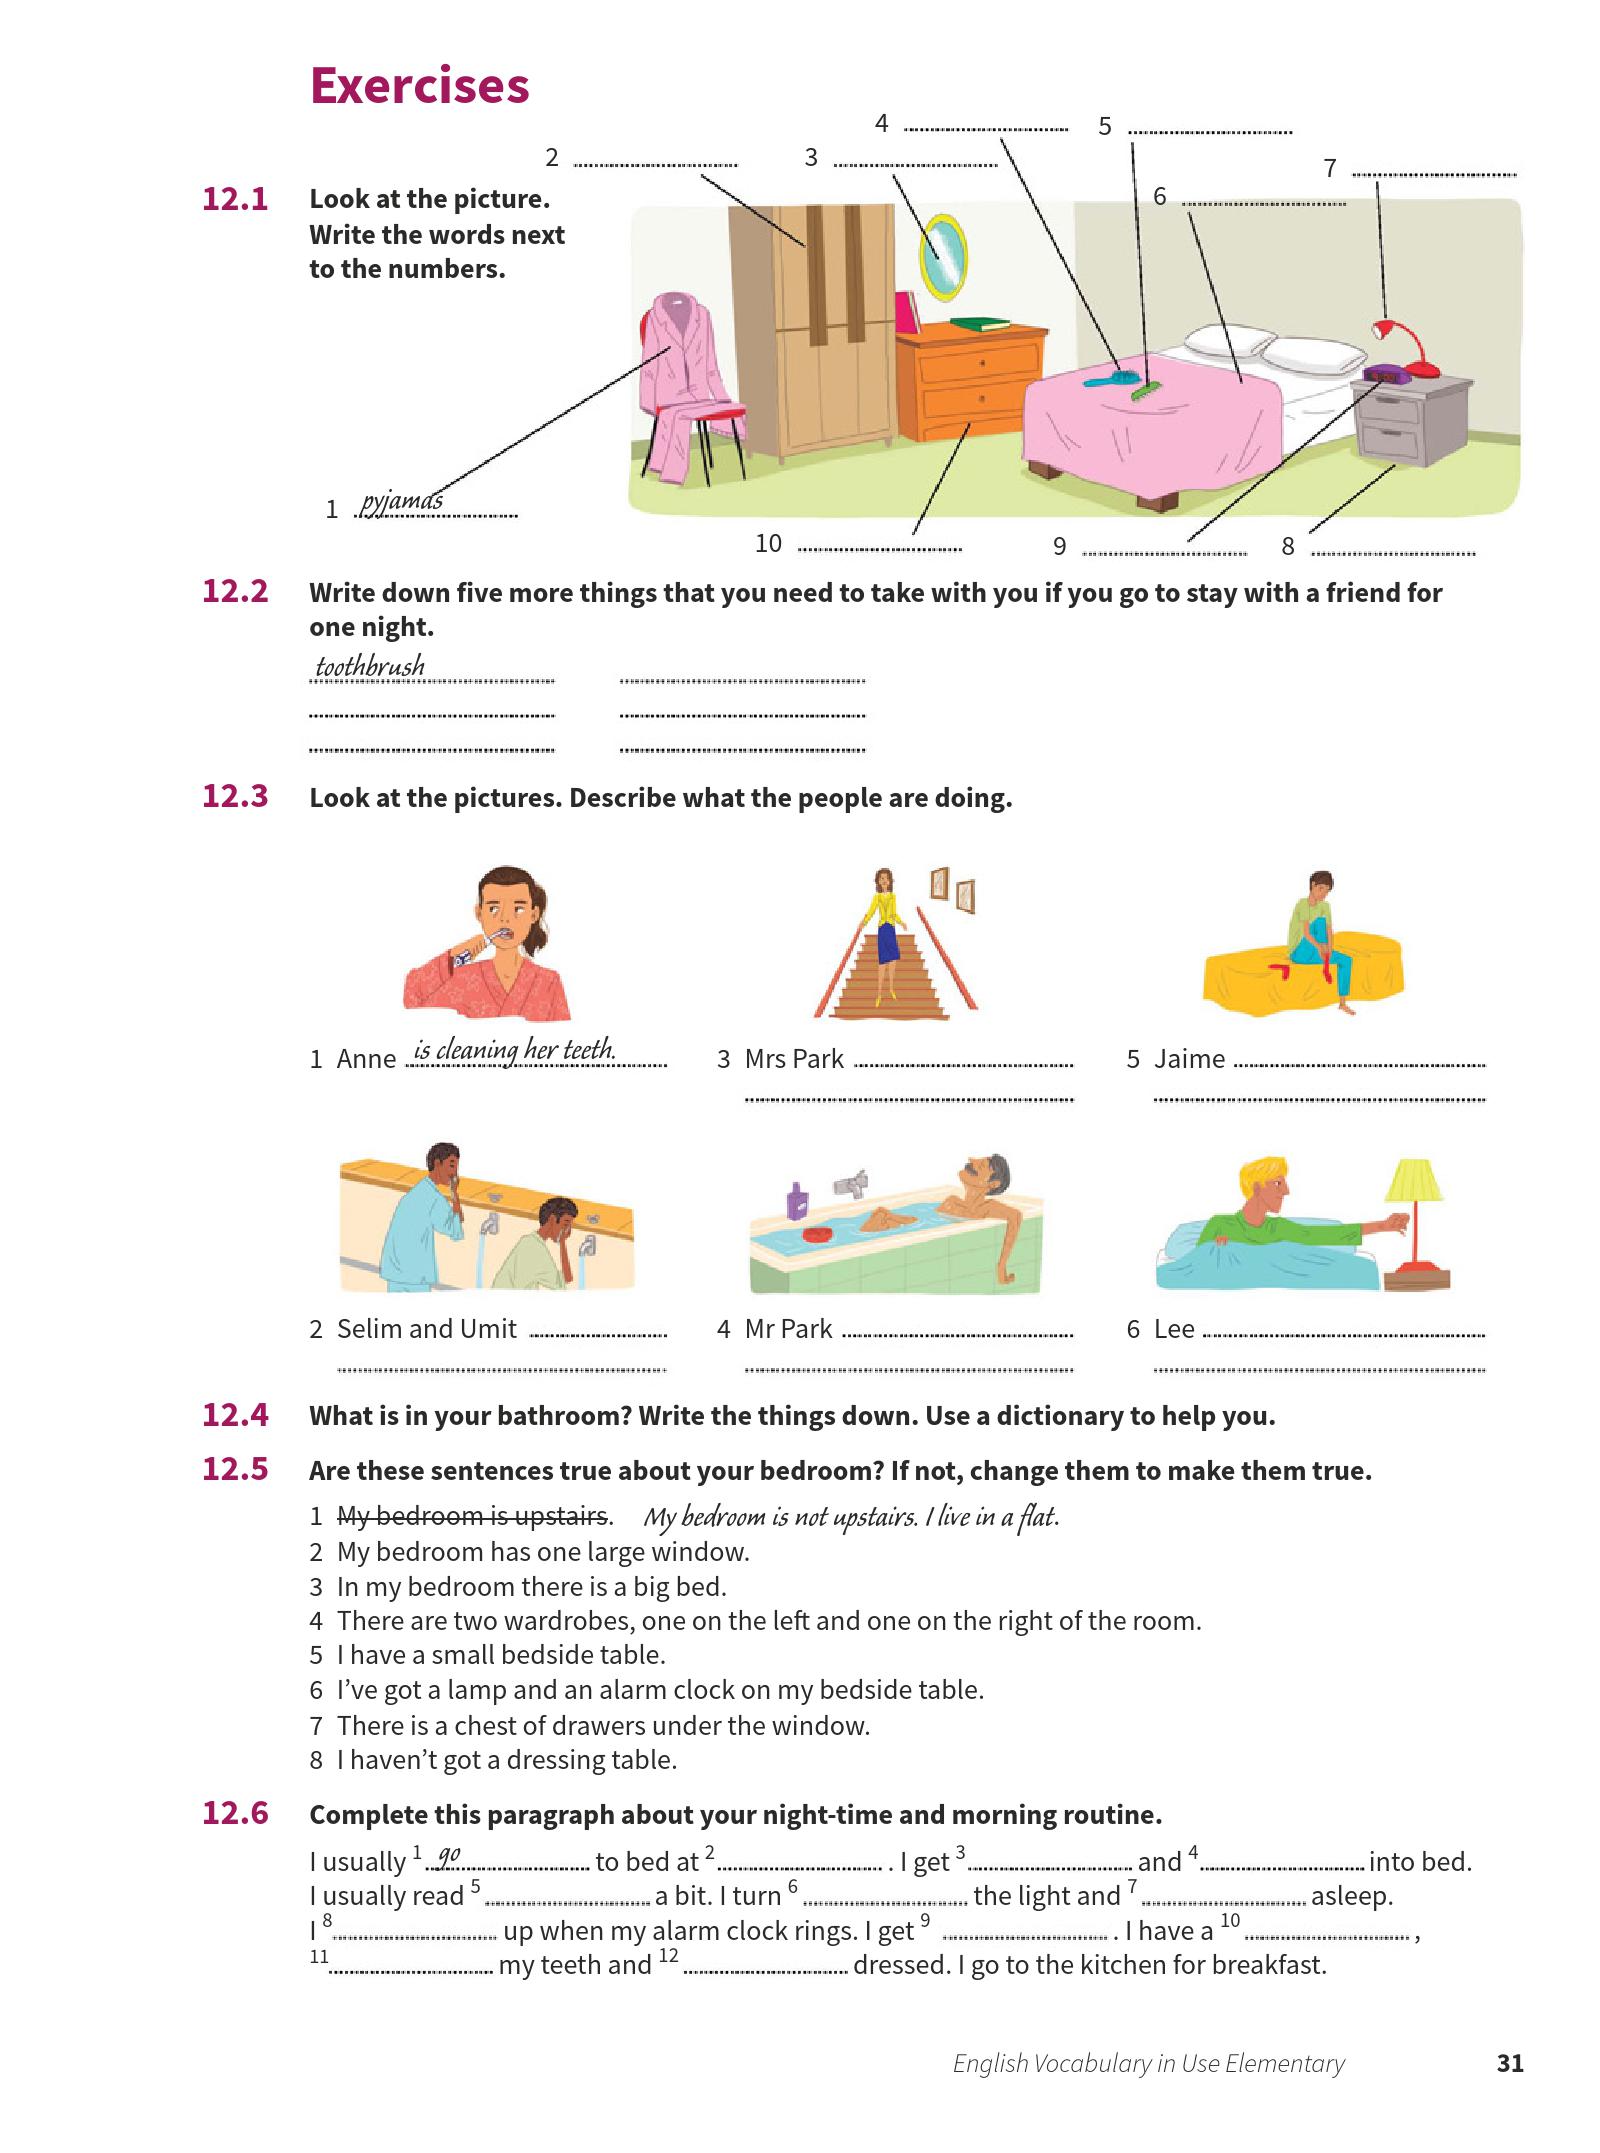 Exercises
4
5
2
3
7
12.1 Look at the picture.
6
Write the words next
to the numbers.
1 pyjamas
10
9
8
12.2 Write down five more things that you need to take with you if you go to stay with a friend for
one night.
toothbrush
12.3 Look at the pictures. Describe what the people are doing.
1 Anne is cleaning her teeth.
3 Mrs Park
5 Jaime
2 Selim and Umit
4 Mr Park
6 Lee
12.4 What is in your bathroom? Write the things down. Use a dictionary to help you.
12.5 Are these sentences true about your bedroom? If not, change them to make them true.
1 My bedroom is upstairs. My bedroom is not upstairs. I live in a flat.
2 My bedroom has one large window.
3 In my bedroom there is a big bed.
4 There are two wardrobes, one on the left and one on the right of the room.
5 I have a small bedside table.
6 I’ve got a lamp and an alarm clock on my bedside table.
7 There is a chest of drawers under the window.
8 I haven’t got a dressing table.
12.6 Complete this paragraph about your night-time and morning routine.
I usually 1 go to bed at 2 . I get 3 and 4 into bed.
I usually read 5 a bit. I turn 6 the light and 7 asleep.
I 8 up when my alarm clock rings. I get 9 . I have a 10 ,
11 my teeth and 12 dressed. I go to the kitchen for breakfast.
English Vocabulary in Use Elementary 31